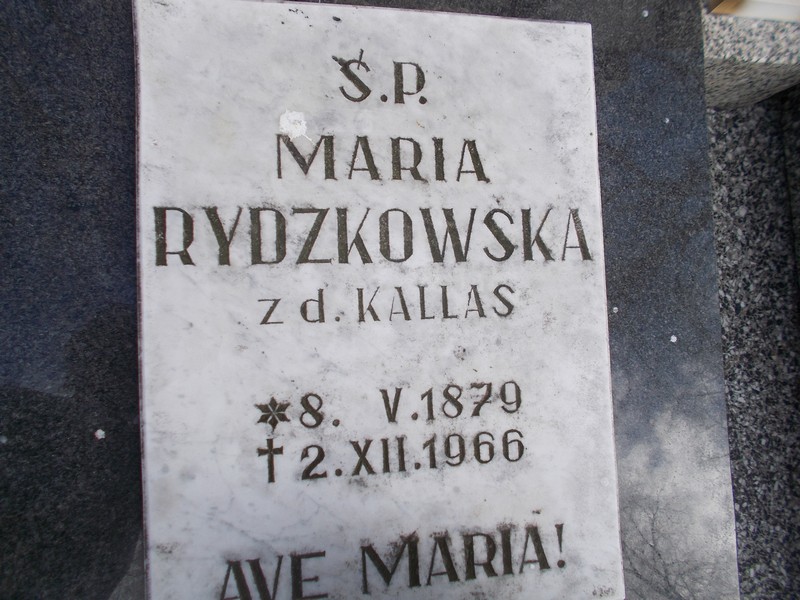 Ś.P.
MARIA
RYDZKOWSKA
z d. KALLAS
*8. V.1879
†2.XII.1966
AVE MARIA!